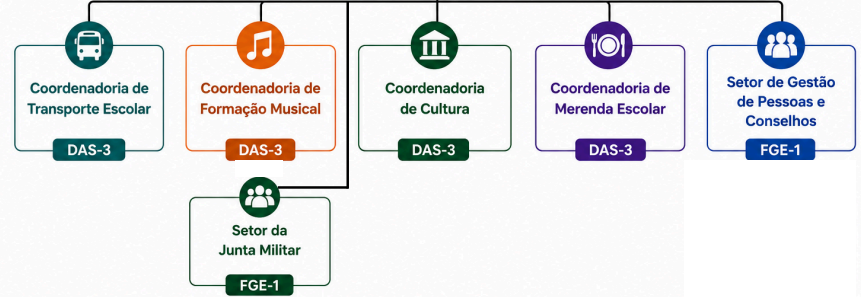 Coordenadoria de
Transporte Escolar
DAS-3
Coordenadoria de
Formação Musical
DAS-3
Coordenadoria
de Cultura
DAS-3
Coordenadoria de
Merenda Escolar
DAS-3
Setor de Gestão
de Pessoas e
Conselhos
FGE-1
Setor da
Junta Militar
FGE-1